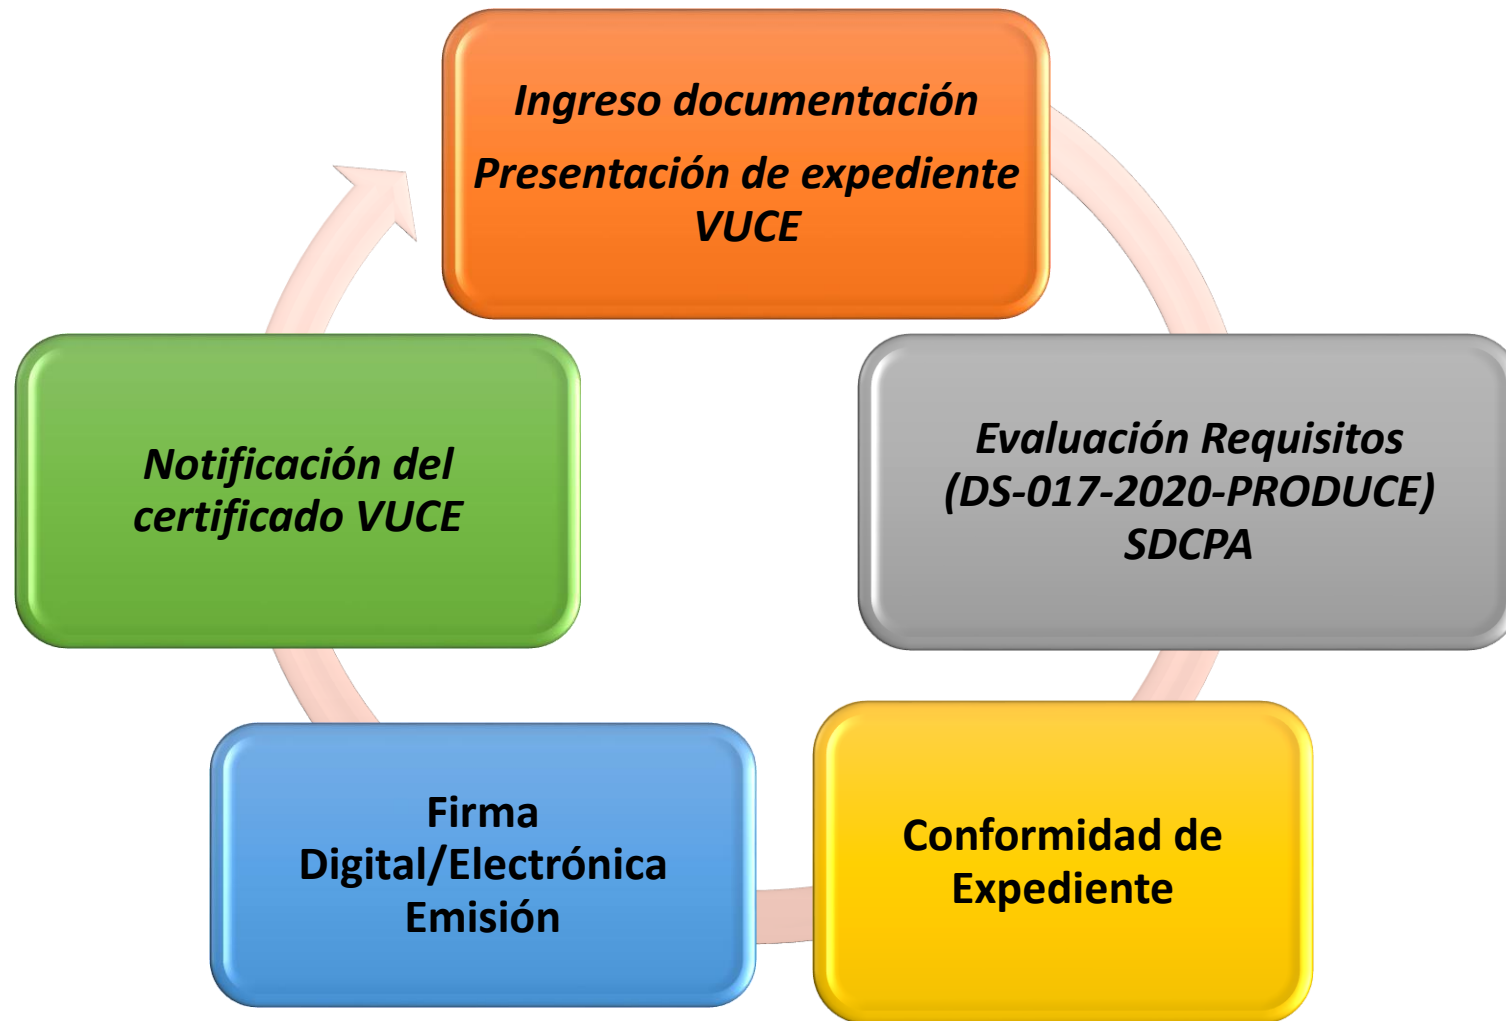 Ingreso documentación
Presentación de expediente
VUCE
Evaluación Requisitos
(DS-017-2020-PRODUCE)
SDCPA
Conformidad de
Expediente
Firma
Digital/Electrónica
Emisión
Notificación del
certificado VUCE